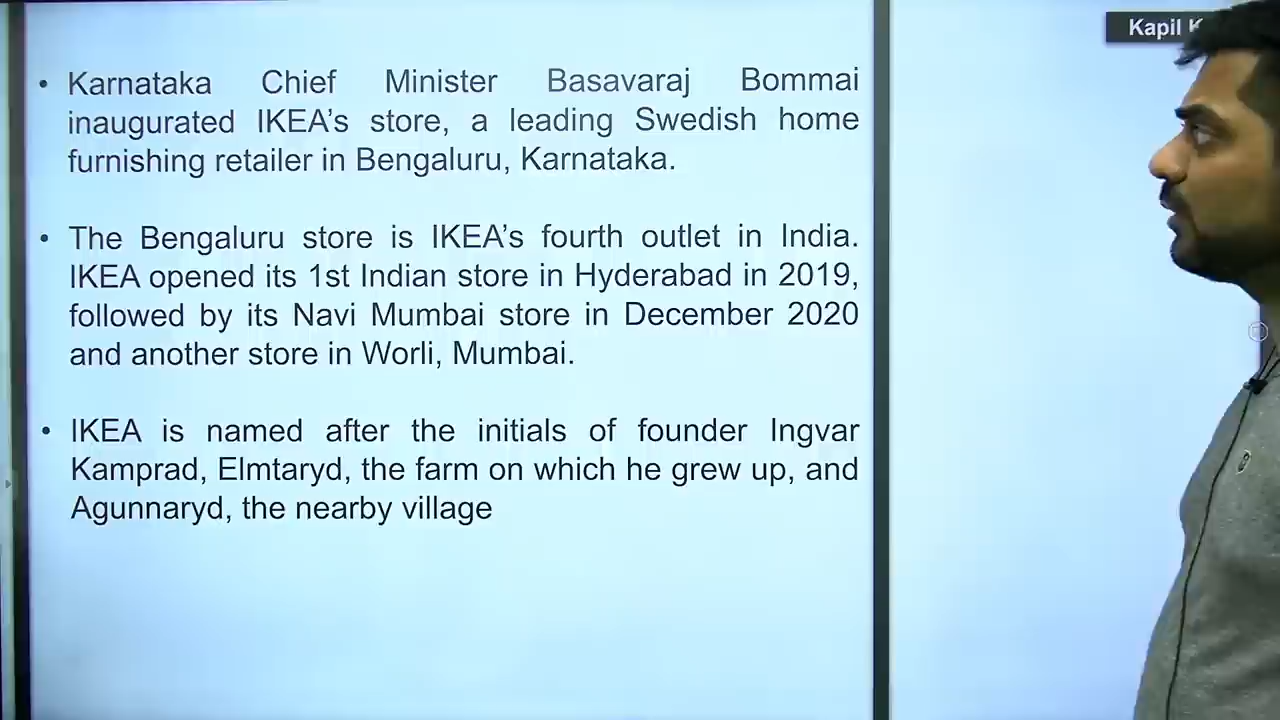 Kapil
• Karnataka Chief Minister Basavaraj Bommai
inaugurated IKEA's store, a leading Swedish home
furnishing retailer in Bengaluru, Karnataka.
• The Bengaluru store is IKEA's fourth outlet in India.
IKEA opened its 1st Indian store in Hyderabad in 2019,
followed by its Navi Mumbai store in December 2020
and another store in Worli, Mumbai.
• IKEA is named after the initials of founder Ingvar
Kamprad, Elmtaryd, the farm on which he grew up, and
Agunnaryd, the nearby village